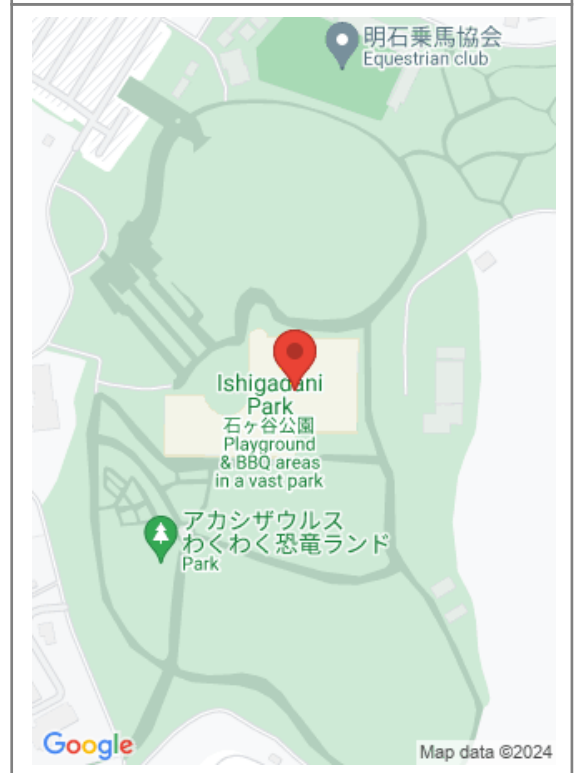 明石乗馬協会
Equestrian club
Ishigadani
Park
石ヶ谷公園
Playground
& BBQ areas
in a vast park
アカシザウルス
わくわく恐竜ランド
Park
Google
Map data ©2024